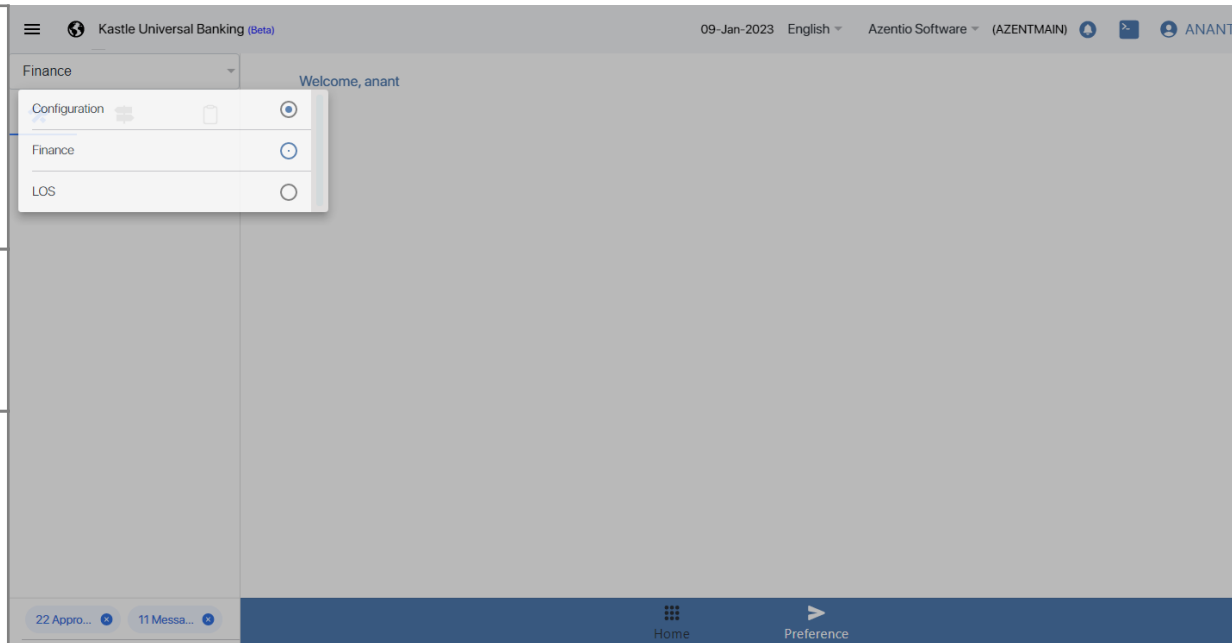 Kastle Universal Banking (Beta)
09-Jan-2023 English Azentio Software (AZENTMAIN) ANANT
Finance
Welcome, anant
Configuration
Finance
LOS
22 Appro... 11 Messa...
Home Preference